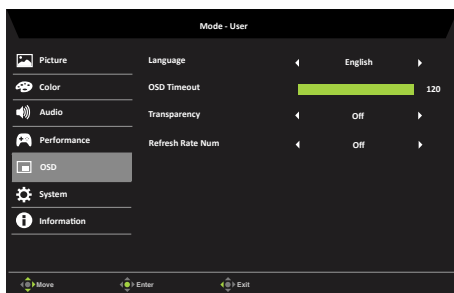 Mode - User
Picture
Language English
Color
OSD Timeout 120
Audio
Transparency Off
Performance
Refresh Rate Num Off
OSD
System
Information
Move Enter Exit